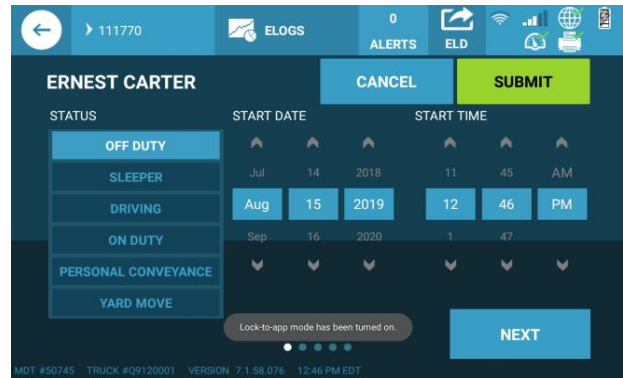 111770
ELOGS
0
ALERTS
ELD
ERNEST CARTER
CANCEL
SUBMIT
STATUS
START DATE
START TIME
OFF DUTY
SLEEPER
DRIVING
ON DUTY
PERSONAL CONVEYANCE
YARD MOVE
Jul 14 2018 11 45 AM
Aug 15 2019 12 46 PM
Sep 16 2020 1 47
Lock-to-app mode has been turned on.
NEXT
MDT #50745 TRUCK #Q9120001 VERSION 7.1.58.076 12:46 PM EDT